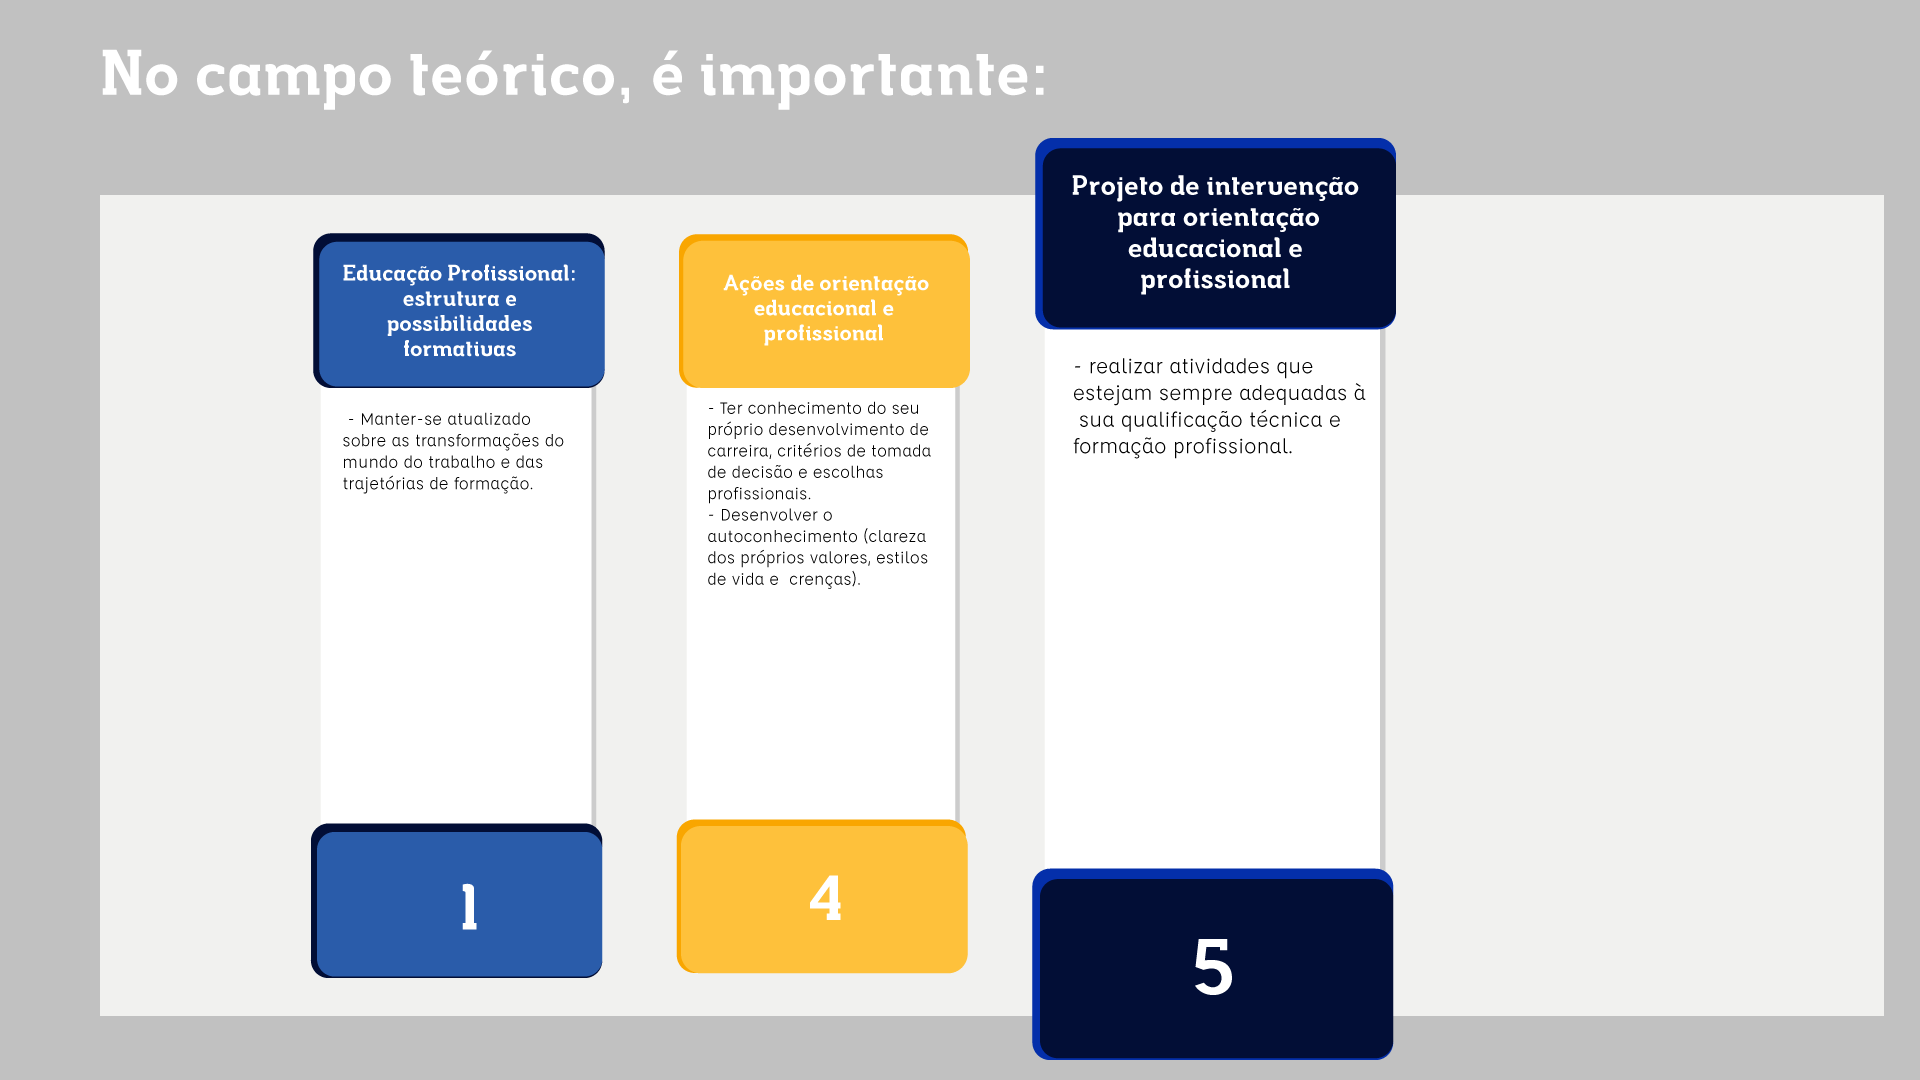 No campo teórico, é importante:
Educação Profissional:
estrutura e
possibilidades
formativas
- Manter-se atualizado
sobre as transformações do
mundo do trabalho e das
trajetórias de formação.
1
Ações de orientação
educacional e
profissional
- Ter conhecimento do seu
próprio desenvolvimento de
carreira, critérios de tomada
de decisão e escolhas
profissionais.
- Desenvolver o
autoconhecimento (clareza
dos próprios valores, estilos
de vida e  crenças).
4
Projeto de intervenção
para orientação
educacional e
profissional
- realizar atividades que
estejam sempre adequadas à
sua qualificação técnica e
formação profissional.
5